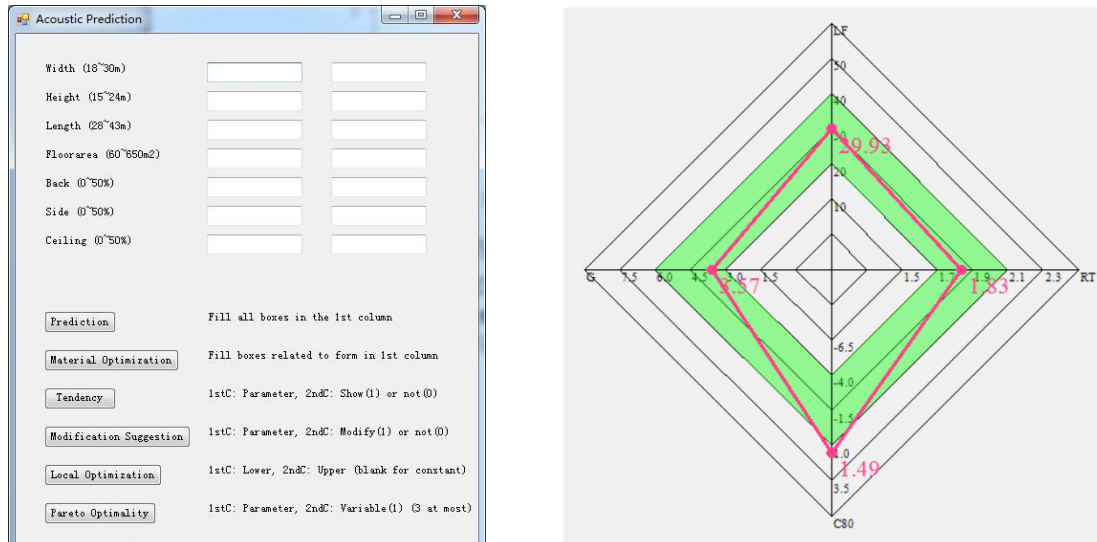 Acoustic Prediction
Width (18~30m)
Height (15~24m)
Length (28~43m)
Floorarea (60~650m2)
Back (0~50%)
Side (0~50%)
Ceiling (0~50%)
Prediction Fill all boxes in the 1st column
Material Optimization Fill boxes related to form in 1st column
Tendency 1stC: Parameter, 2ndC: Show(1) or not(0)
Modification Suggestion 1stC: Parameter, 2ndC: Modify(1) or not(0)
Local Optimization 1stC: Lower, 2ndC: Upper (blank for constant)
Pareto Optimality 1stC: Parameter, 2ndC: Variable(1) (3 at most)
LF
50
40
30
29.93
20
10
G 7.5 6.0 4.5 3.0 1.5 1.5 1.7 1.9 2.1 2.3 RT
3.57 1.83
-6.5
-4.0
-1.5
1.0
1.49
3.5
C80